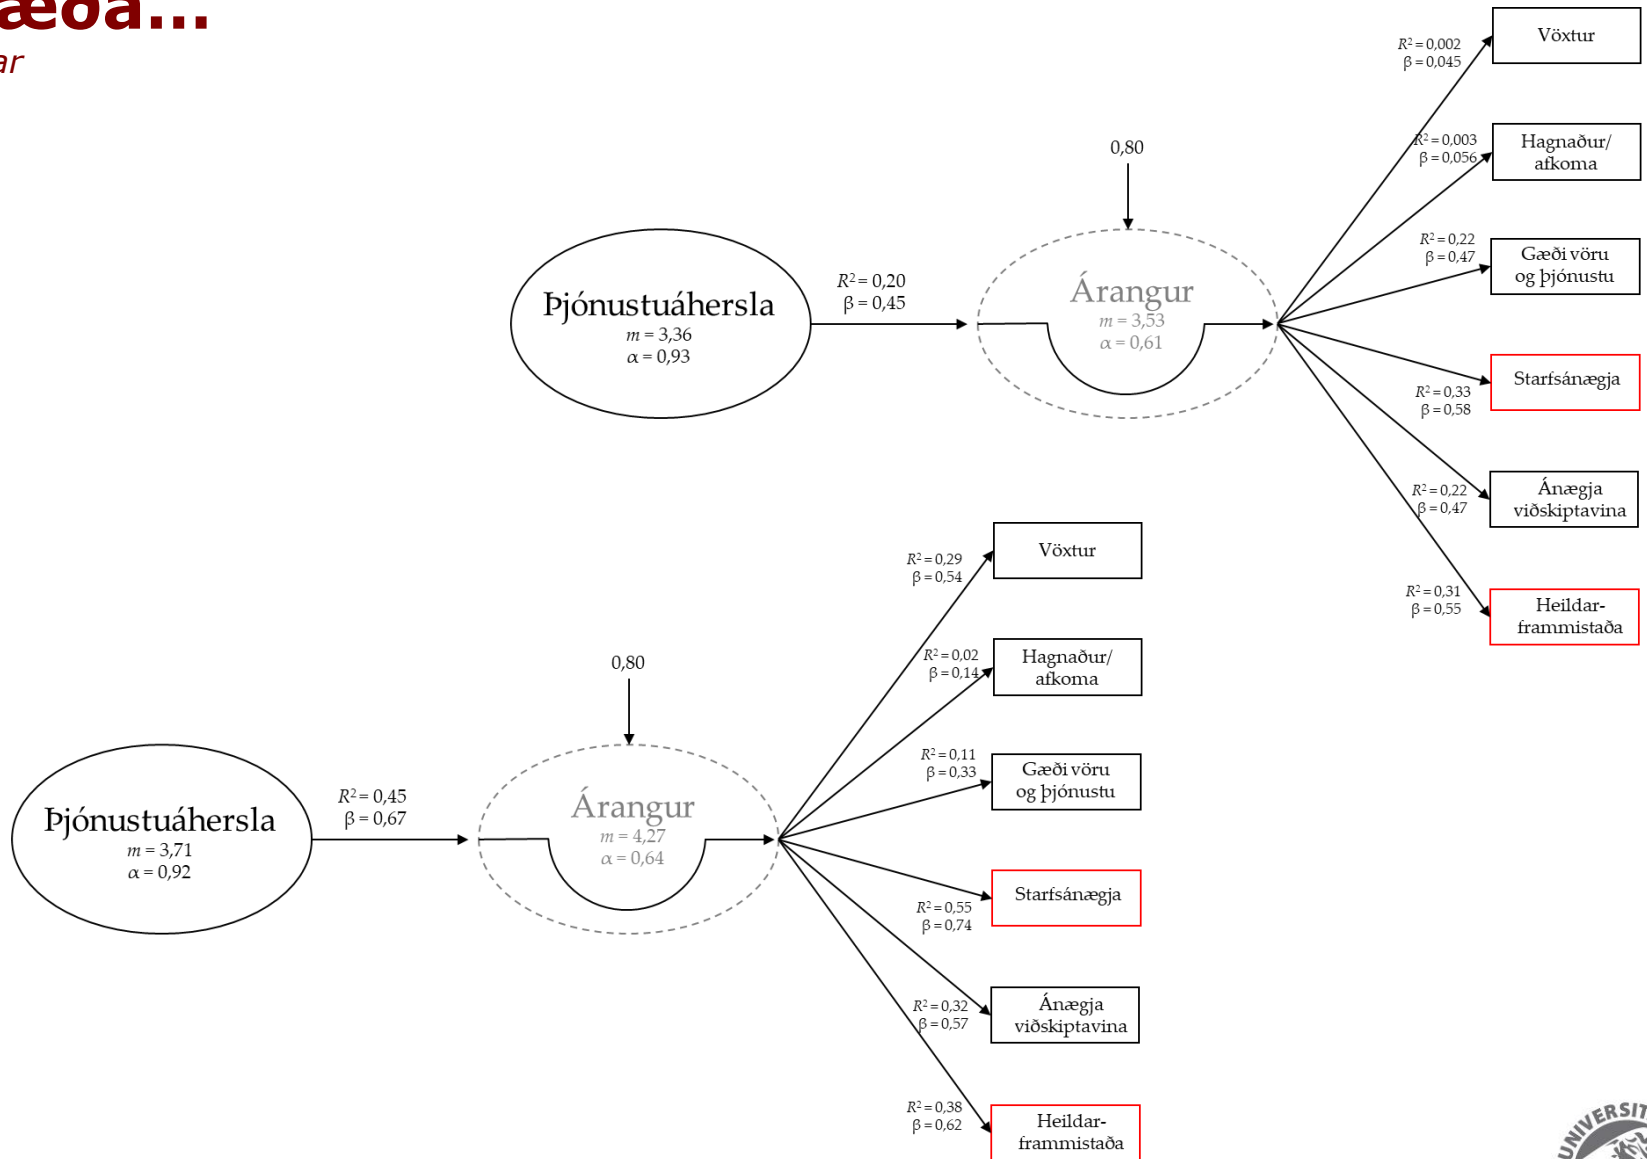 æða...
ar
R² = 0,002
β = 0,045
Vöxtur
R² = 0,003
β = 0,056
Hagnaður/
afkoma
0,80
R² = 0,22
β = 0,47
Gæði vöru
og þjónustu
Þjónustuáhersla
m = 3,36
α = 0,93
R² = 0,20
β = 0,45
Árangur
m = 3,53
α = 0,61
R² = 0,33
β = 0,58
Starfsánægja
R² = 0,22
β = 0,47
Ánægja
viðskiptavina
R² = 0,31
β = 0,55
Heildar-
frammistaða
R² = 0,29
β = 0,54
Vöxtur
R² = 0,02
β = 0,14
Hagnaður/
afkoma
0,80
R² = 0,11
β = 0,33
Gæði vöru
og þjónustu
Þjónustuáhersla
m = 3,71
α = 0,92
R² = 0,45
β = 0,67
Árangur
m = 4,27
α = 0,64
R² = 0,55
β = 0,74
Starfsánægja
R² = 0,32
β = 0,57
Ánægja
viðskiptavina
R² = 0,38
β = 0,62
Heildar-
frammistaða
UNIVERSIT